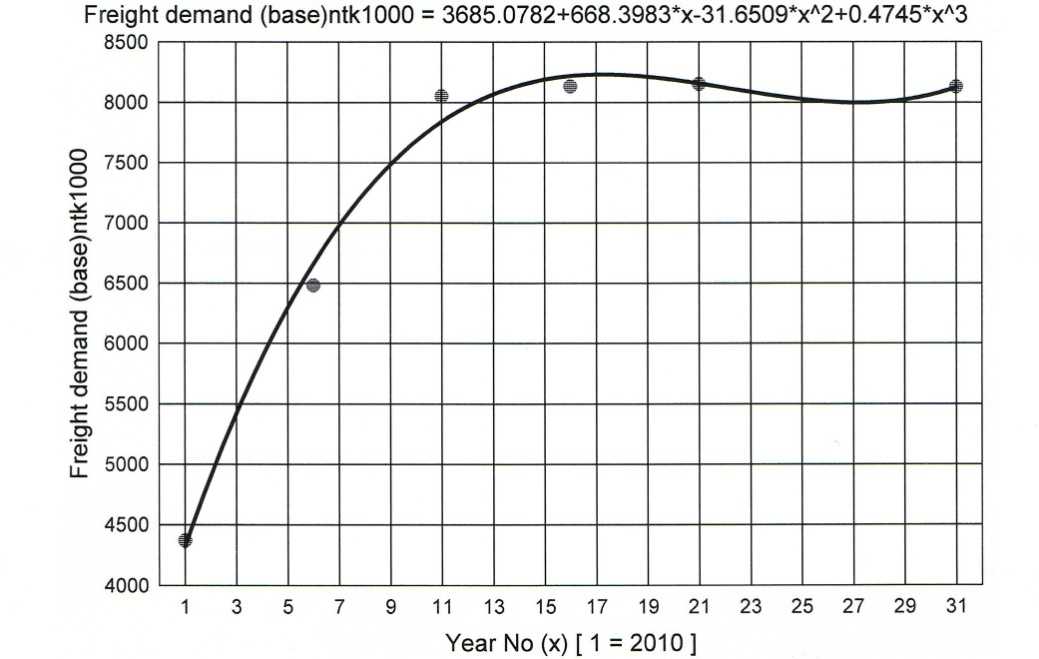 Freight demand (base)ntk1000 = 3685.0782+668.3983*x-31.6509*x^2+0.4745*x^3
8500
8000
7500
7000
6500
6000
5500
5000
4500
4000
Freight demand (base)ntk1000
1 3 5 7 9 11 13 15 17 19 21 23 25 27 29 31
Year No (x) [ 1 = 2010 ]